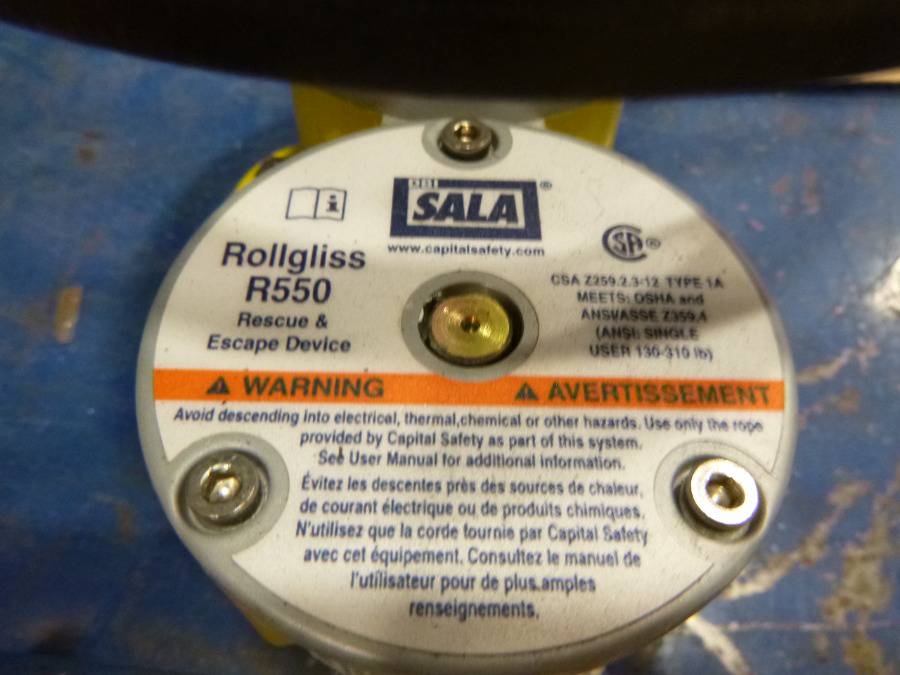 DBI
SALA®
www.capitalsafety.com
Rollgliss
R550
Rescue &
Escape Device
CSA®
CSA Z259.2.3-12 TYPE 1A
MEETS: OSHA and
ANSI/ASSE Z359.4
(ANSI: SINGLE
USER 130-310 lb)
WARNING
AVERTISSEMENT
Avoid descending into electrical, thermal,chemical or other hazards. Use only the rope
provided by Capital Safety as part of this system.
See User Manual for additional information.
Évitez les descentes près des sources de chaleur,
de courant électrique ou de produits chimiques.
N'utilisez que la corde fournie par Capital Safety
avec cet équipement. Consultez le manuel de
l'utilisateur pour de plus amples
renseignements.